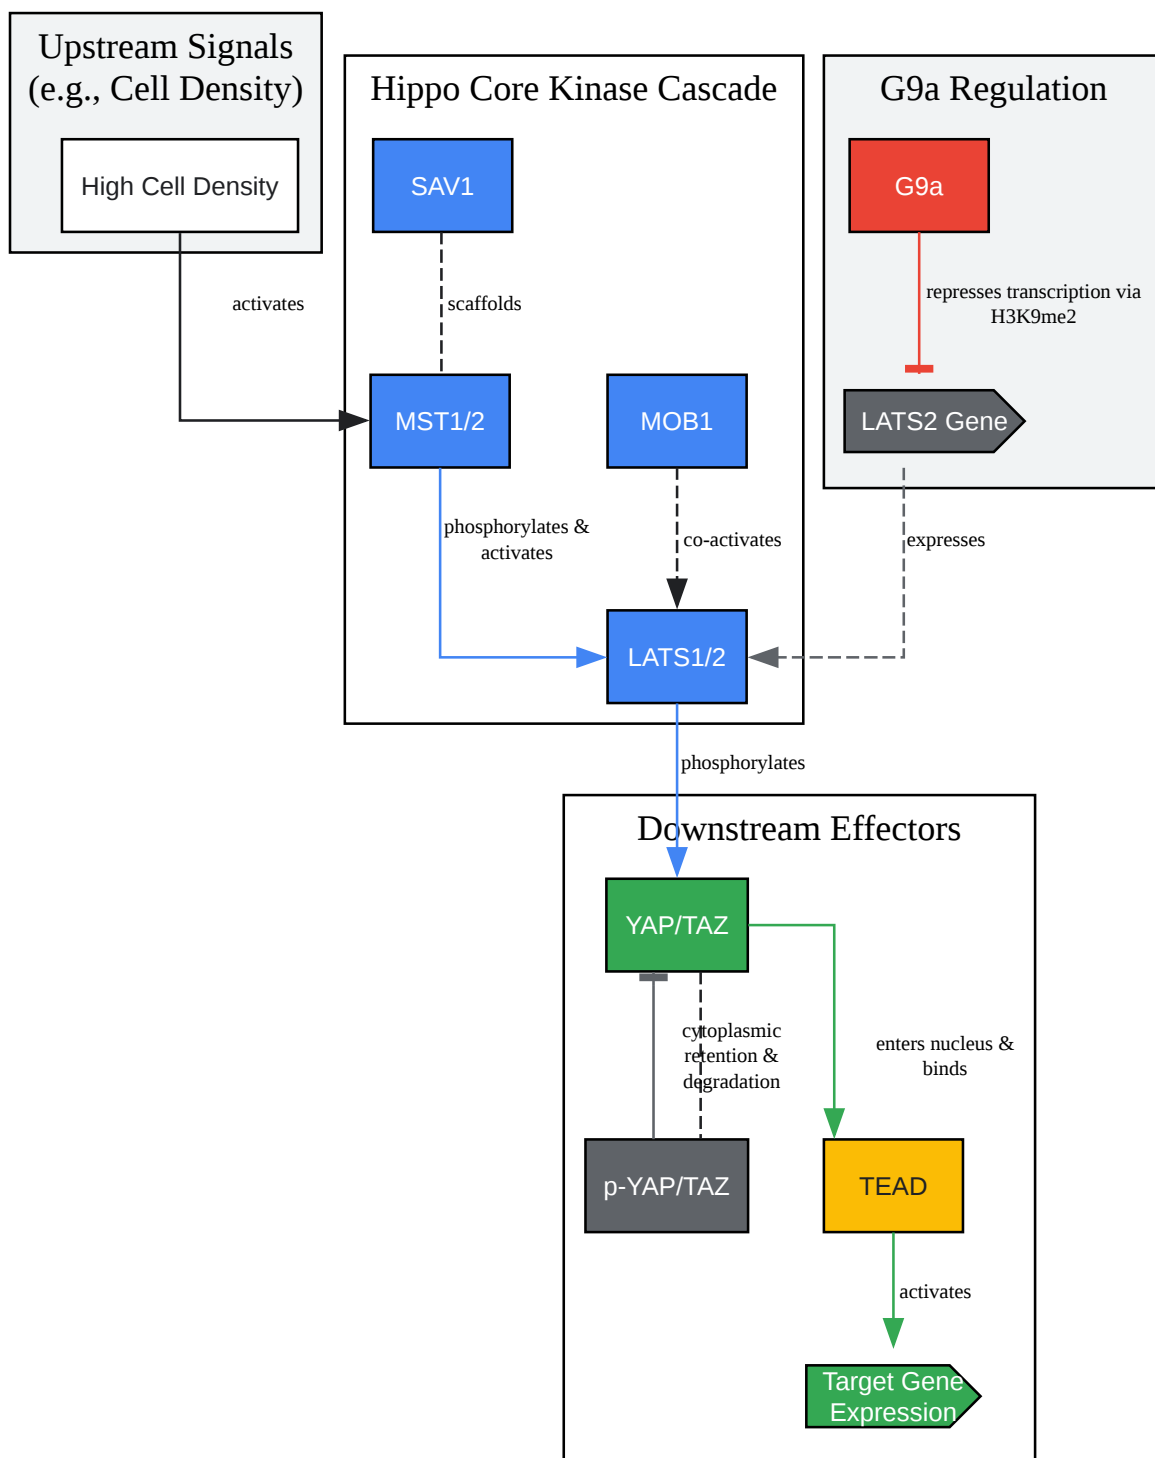 Upstream Signals
(e.g., Cell Density)
High Cell Density
activates
Hippo Core Kinase Cascade
SAV1
scaffolds
MST1/2
MOB1
phosphorylates &
activates
co-activates
LATS1/2
G9a Regulation
G9a
represses transcription via
H3K9me2
LATS2 Gene
expresses
phosphorylates
Downstream Effectors
YAP/TAZ
cytoplasmic
retention &
degradation
enters nucleus &
binds
p-YAP/TAZ
TEAD
activates
Target Gene
Expression